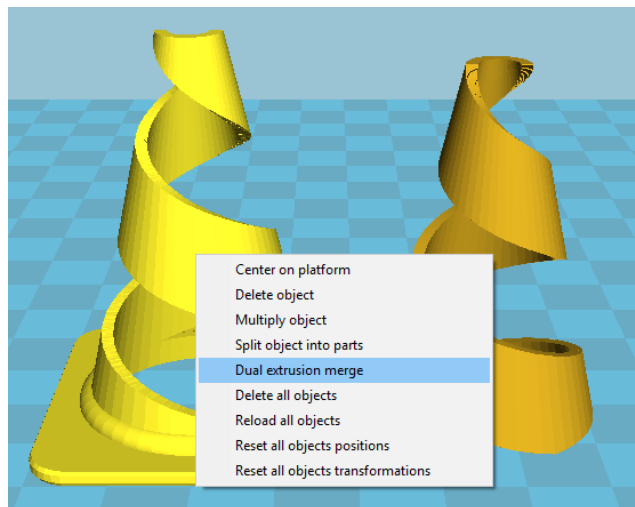 Center on platform
Delete object
Multiply object
Split object into parts
Dual extrusion merge
Delete all objects
Reload all objects
Reset all objects positions
Reset all objects transformations